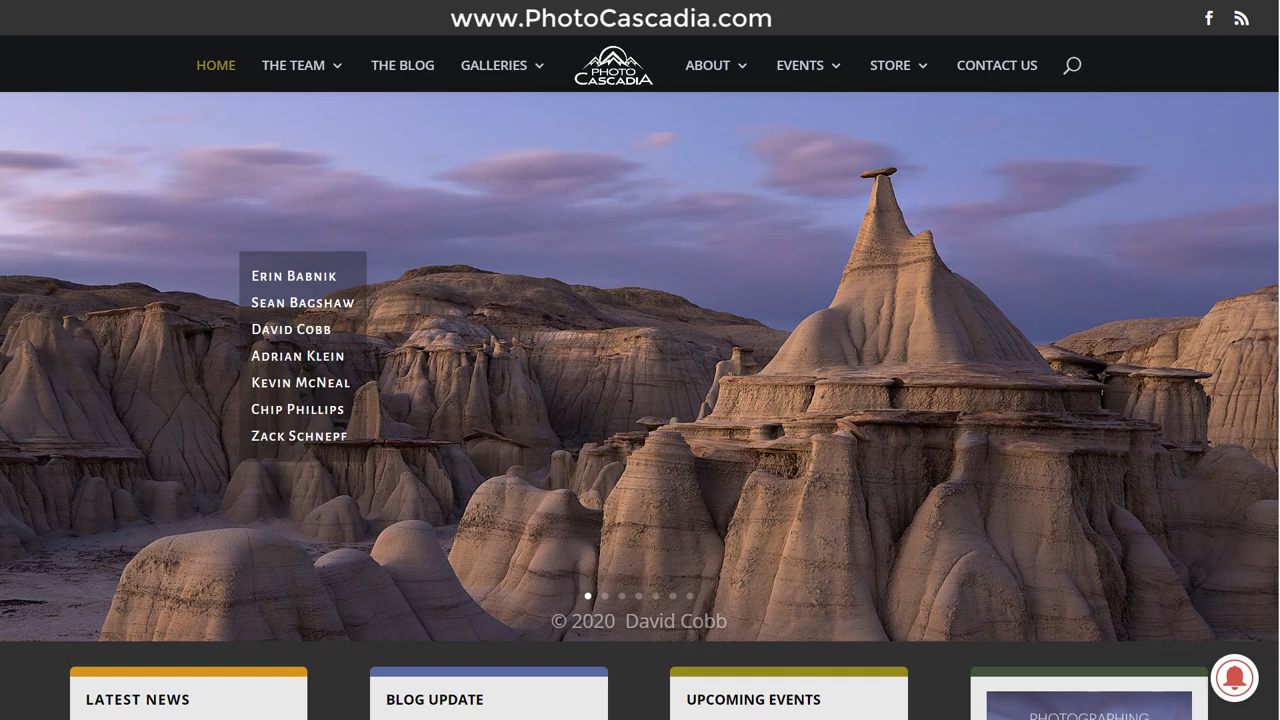 www.PhotoCascadia.com
HOME THE TEAM THE BLOG GALLERIES PHOTO CASCADIA ABOUT EVENTS STORE CONTACT US
ERIN BABNIK
SEAN BAGSHAW
DAVID COBB
ADRIAN KLEIN
KEVIN MCNEAL
CHIP PHILLIPS
ZACK SCHNEPF
© 2020 David Cobb
LATEST NEWS
BLOG UPDATE
UPCOMING EVENTS
PHOTOGRAPHING